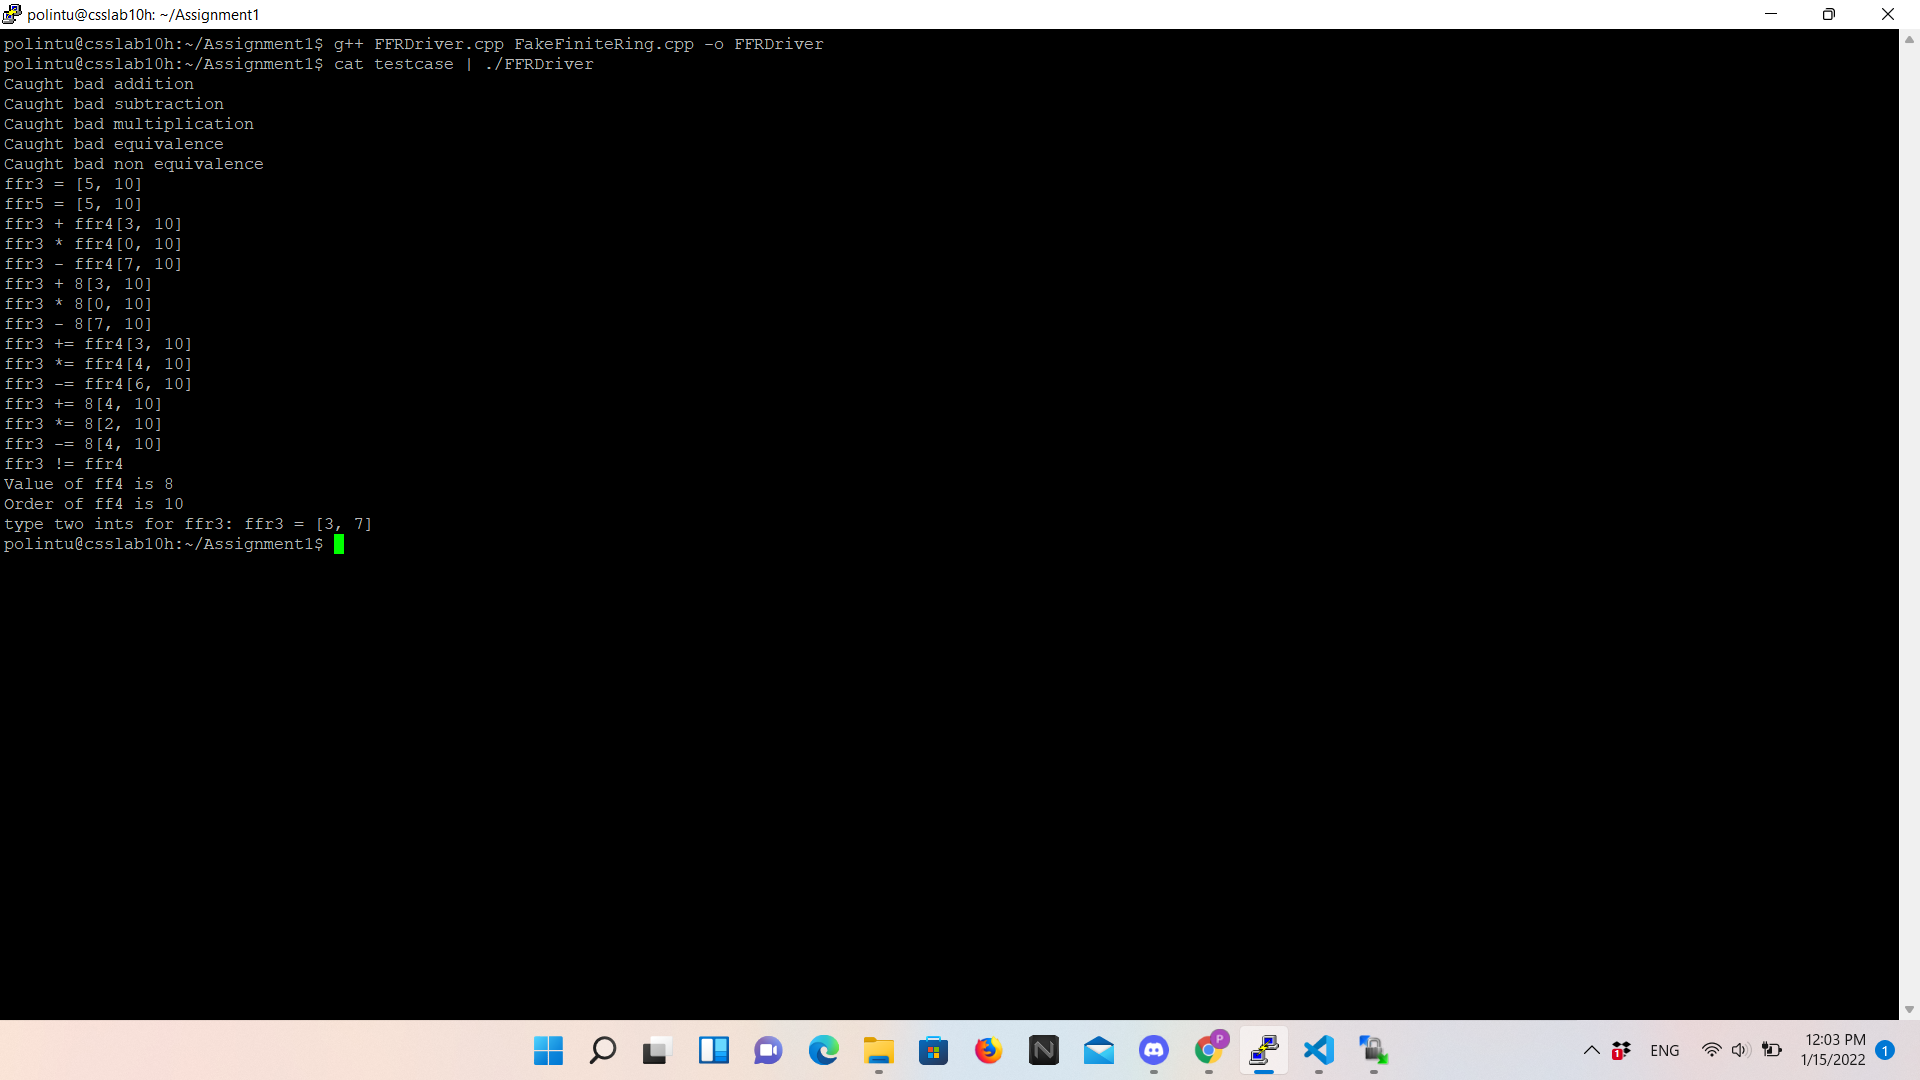 polintu@csslab10h: ~/Assignment1
polintu@csslab10h:~/Assignment1$ g++ FFRDriver.cpp FakeFiniteRing.cpp -o FFRDriver
polintu@csslab10h:~/Assignment1$ cat testcase | ./FFRDriver
Caught bad addition
Caught bad subtraction
Caught bad multiplication
Caught bad equivalence
Caught bad non equivalence
ffr3 = [5, 10]
ffr5 = [5, 10]
ffr3 + ffr4[3, 10]
ffr3 * ffr4[0, 10]
ffr3 - ffr4[7, 10]
ffr3 + 8[3, 10]
ffr3 * 8[0, 10]
ffr3 - 8[7, 10]
ffr3 += ffr4[3, 10]
ffr3 *= ffr4[4, 10]
ffr3 -= ffr4[6, 10]
ffr3 += 8[4, 10]
ffr3 *= 8[2, 10]
ffr3 -= 8[4, 10]
ffr3 != ffr4
Value of ff4 is 8
Order of ff4 is 10
type two ints for ffr3: ffr3 = [3, 7]
polintu@csslab10h:~/Assignment1$
P
N
1
ENG
12:03 PM
1/15/2022
1